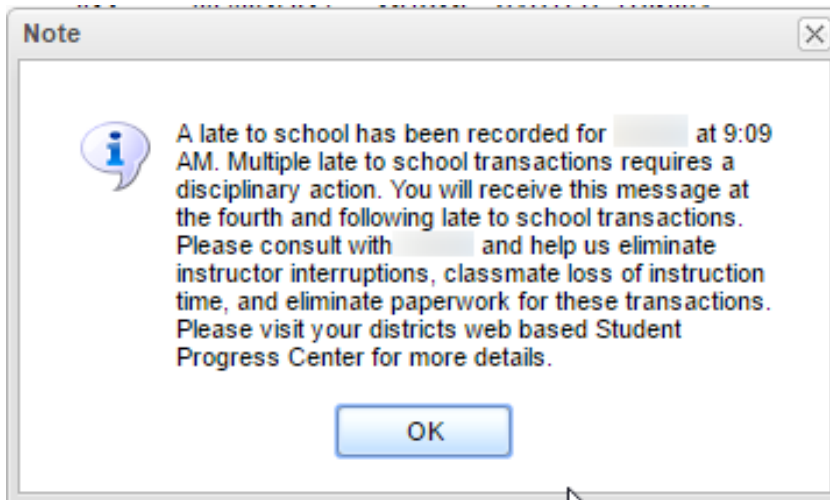 Note
A late to school has been recorded for at 9:09
AM. Multiple late to school transactions requires a
disciplinary action. You will receive this message at
the fourth and following late to school transactions.
Please consult with and help us eliminate
instructor interruptions, classmate loss of instruction
time, and eliminate paperwork for these transactions.
Please visit your districts web based Student
Progress Center for more details.
OK